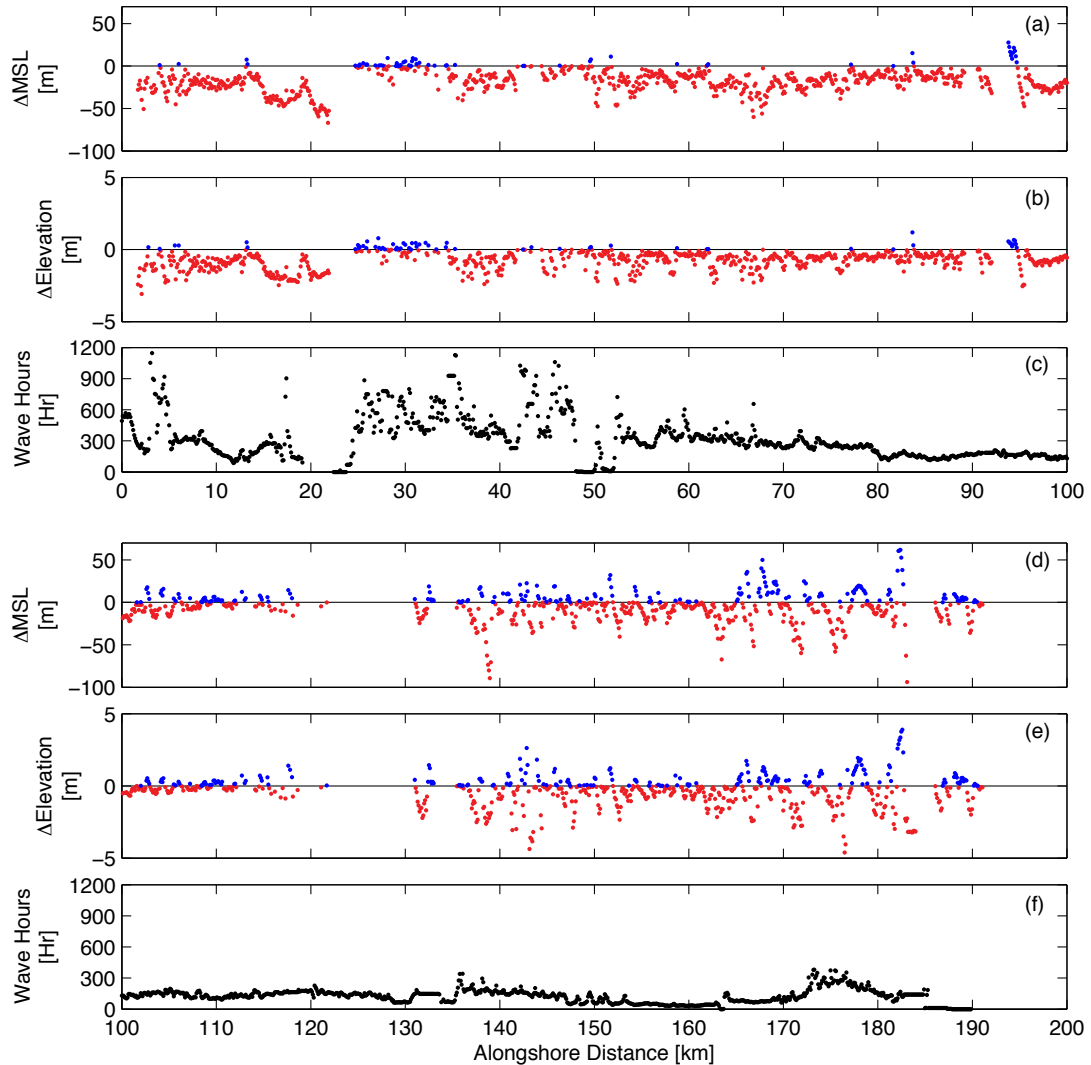 (a)
ΔMSL
[m]
50
0
−50
−100
(b)
ΔElevation
[m]
5
0
−5
(c)
Wave Hours
[Hr]
1200
900
600
300
0
0 10 20 30 40 50 60 70 80 90 100
(d)
ΔMSL
[m]
50
0
−50
−100
(e)
ΔElevation
[m]
5
0
−5
(f)
Wave Hours
[Hr]
1200
900
600
300
0
100 110 120 130 140 150 160 170 180 190 200
Alongshore Distance [km]